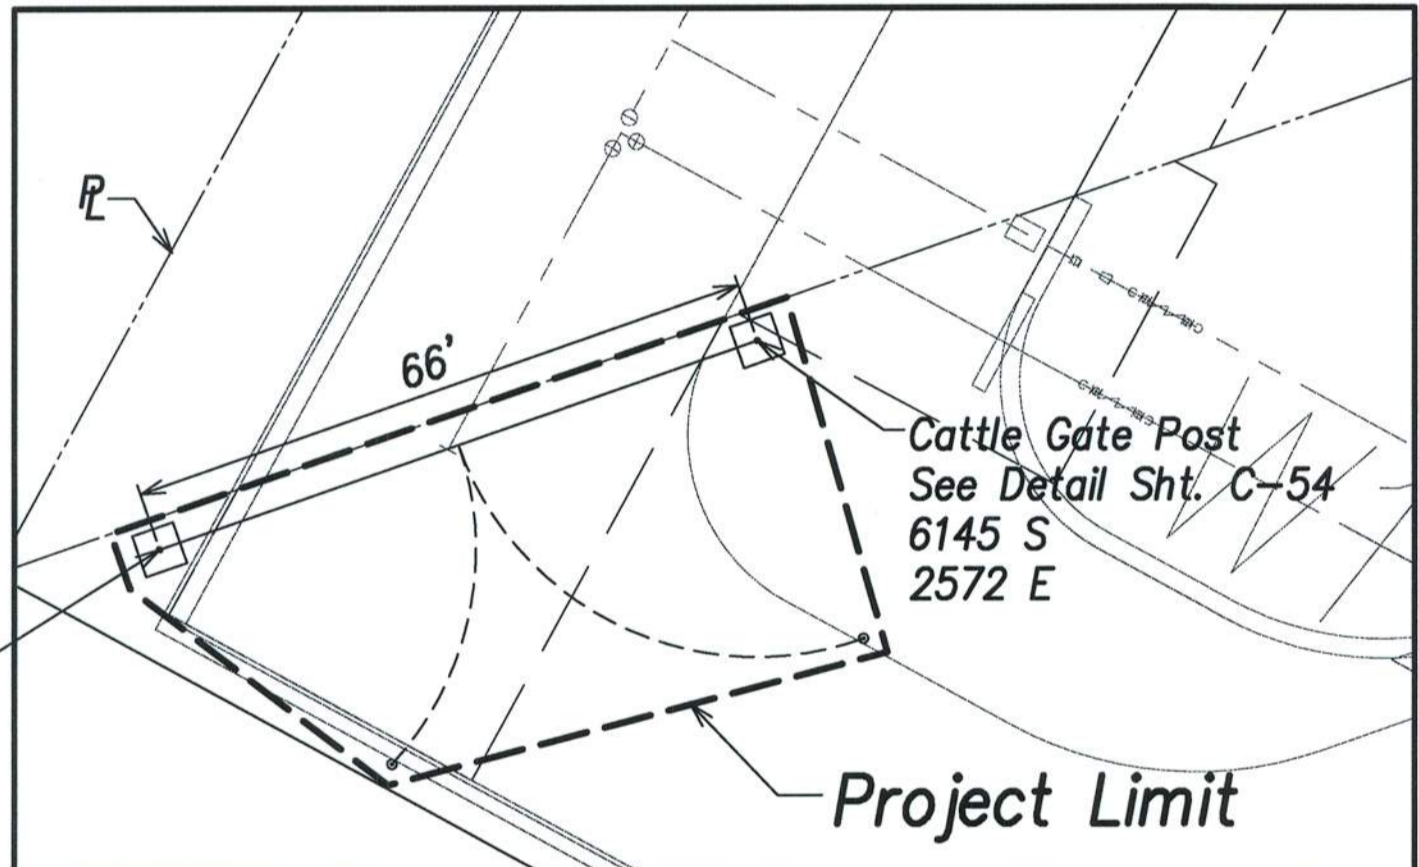 PL
66'
Cattle Gate Post
See Detail Sht. C-54
6145 S
2572 E
Project Limit